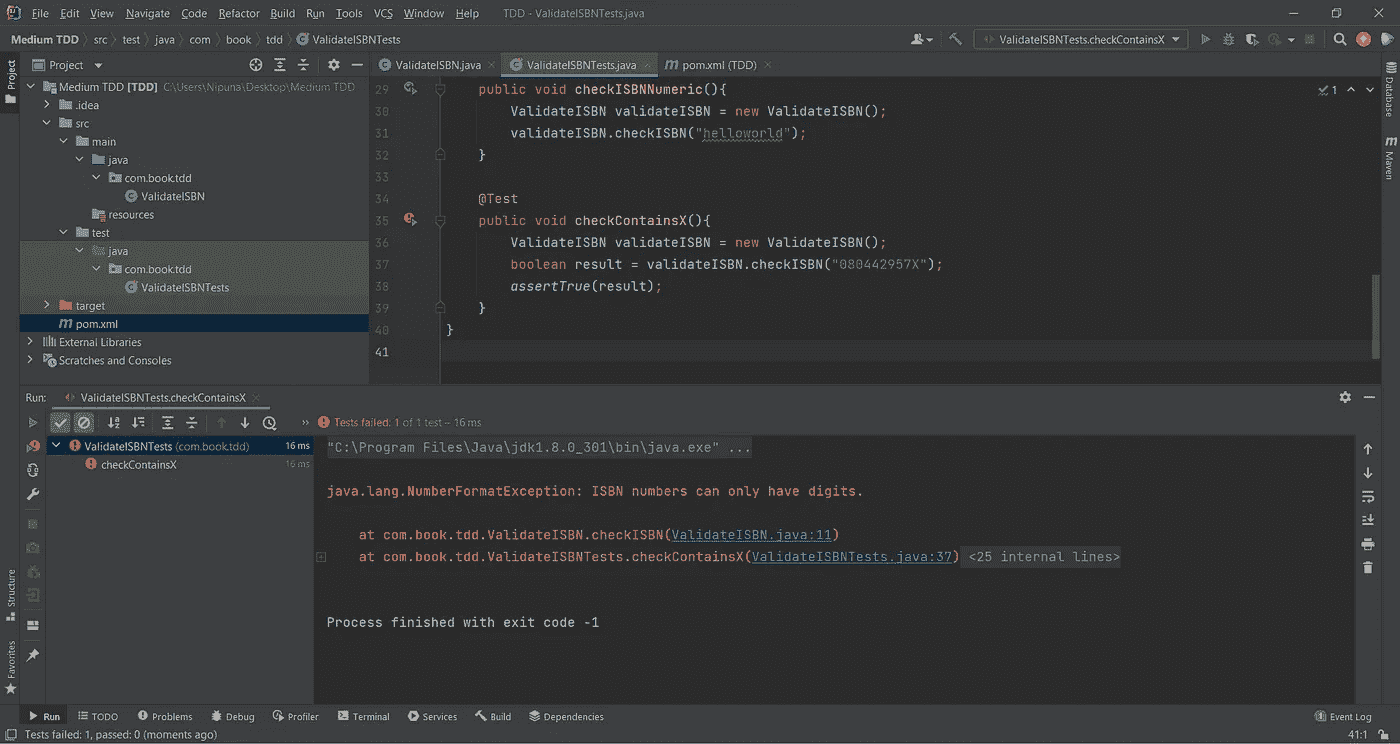 File Edit View Navigate Code Refactor Build Run Tools VCS Window Help TDD - ValidateISBNTests.java
Medium TDD src test java com book tdd ValidateISBNTests ValidateISBNTests.checkContainsX
Project
Project
ValidateISBN.java
ValidateISBNTests.java
pom.xml (TDD)
Medium TDD [TDD] C:\Users\Nipuna\Desktop\Medium TDD
.idea
src
main
java
com.book.tdd
ValidateISBN
resources
test
java
com.book.tdd
ValidateISBNTests
target
pom.xml
External Libraries
Scratches and Consoles
29 public void checkISBNNumeric(){
30 ValidateISBN validateISBN = new ValidateISBN();
31 validateISBN.checkISBN("helloworld");
32 }
33
34 @Test
35 public void checkContainsX(){
36 ValidateISBN validateISBN = new ValidateISBN();
37 boolean result = validateISBN.checkISBN("080442957X");
38 assertTrue(result);
39 }
40 }
41
1
Database
Maven
Run: ValidateISBNTests.checkContainsX
Tests failed: 1 of 1 test – 16 ms
ValidateISBNTests (com.book.tdd) 16 ms
checkContainsX 16 ms
"C:\Program Files\Java\jdk1.8.0_301\bin\java.exe" ...
java.lang.NumberFormatException: ISBN numbers can only have digits.
at com.book.tdd.ValidateISBN.checkISBN(ValidateISBN.java:11)
at com.book.tdd.ValidateISBNTests.checkContainsX(ValidateISBNTests.java:37) <25 internal lines>
Process finished with exit code -1
Structure
Favorites
Run TODO Problems Debug Profiler Terminal Services Build Dependencies Event Log
Tests failed: 1, passed: 0 (moments ago) 41:1